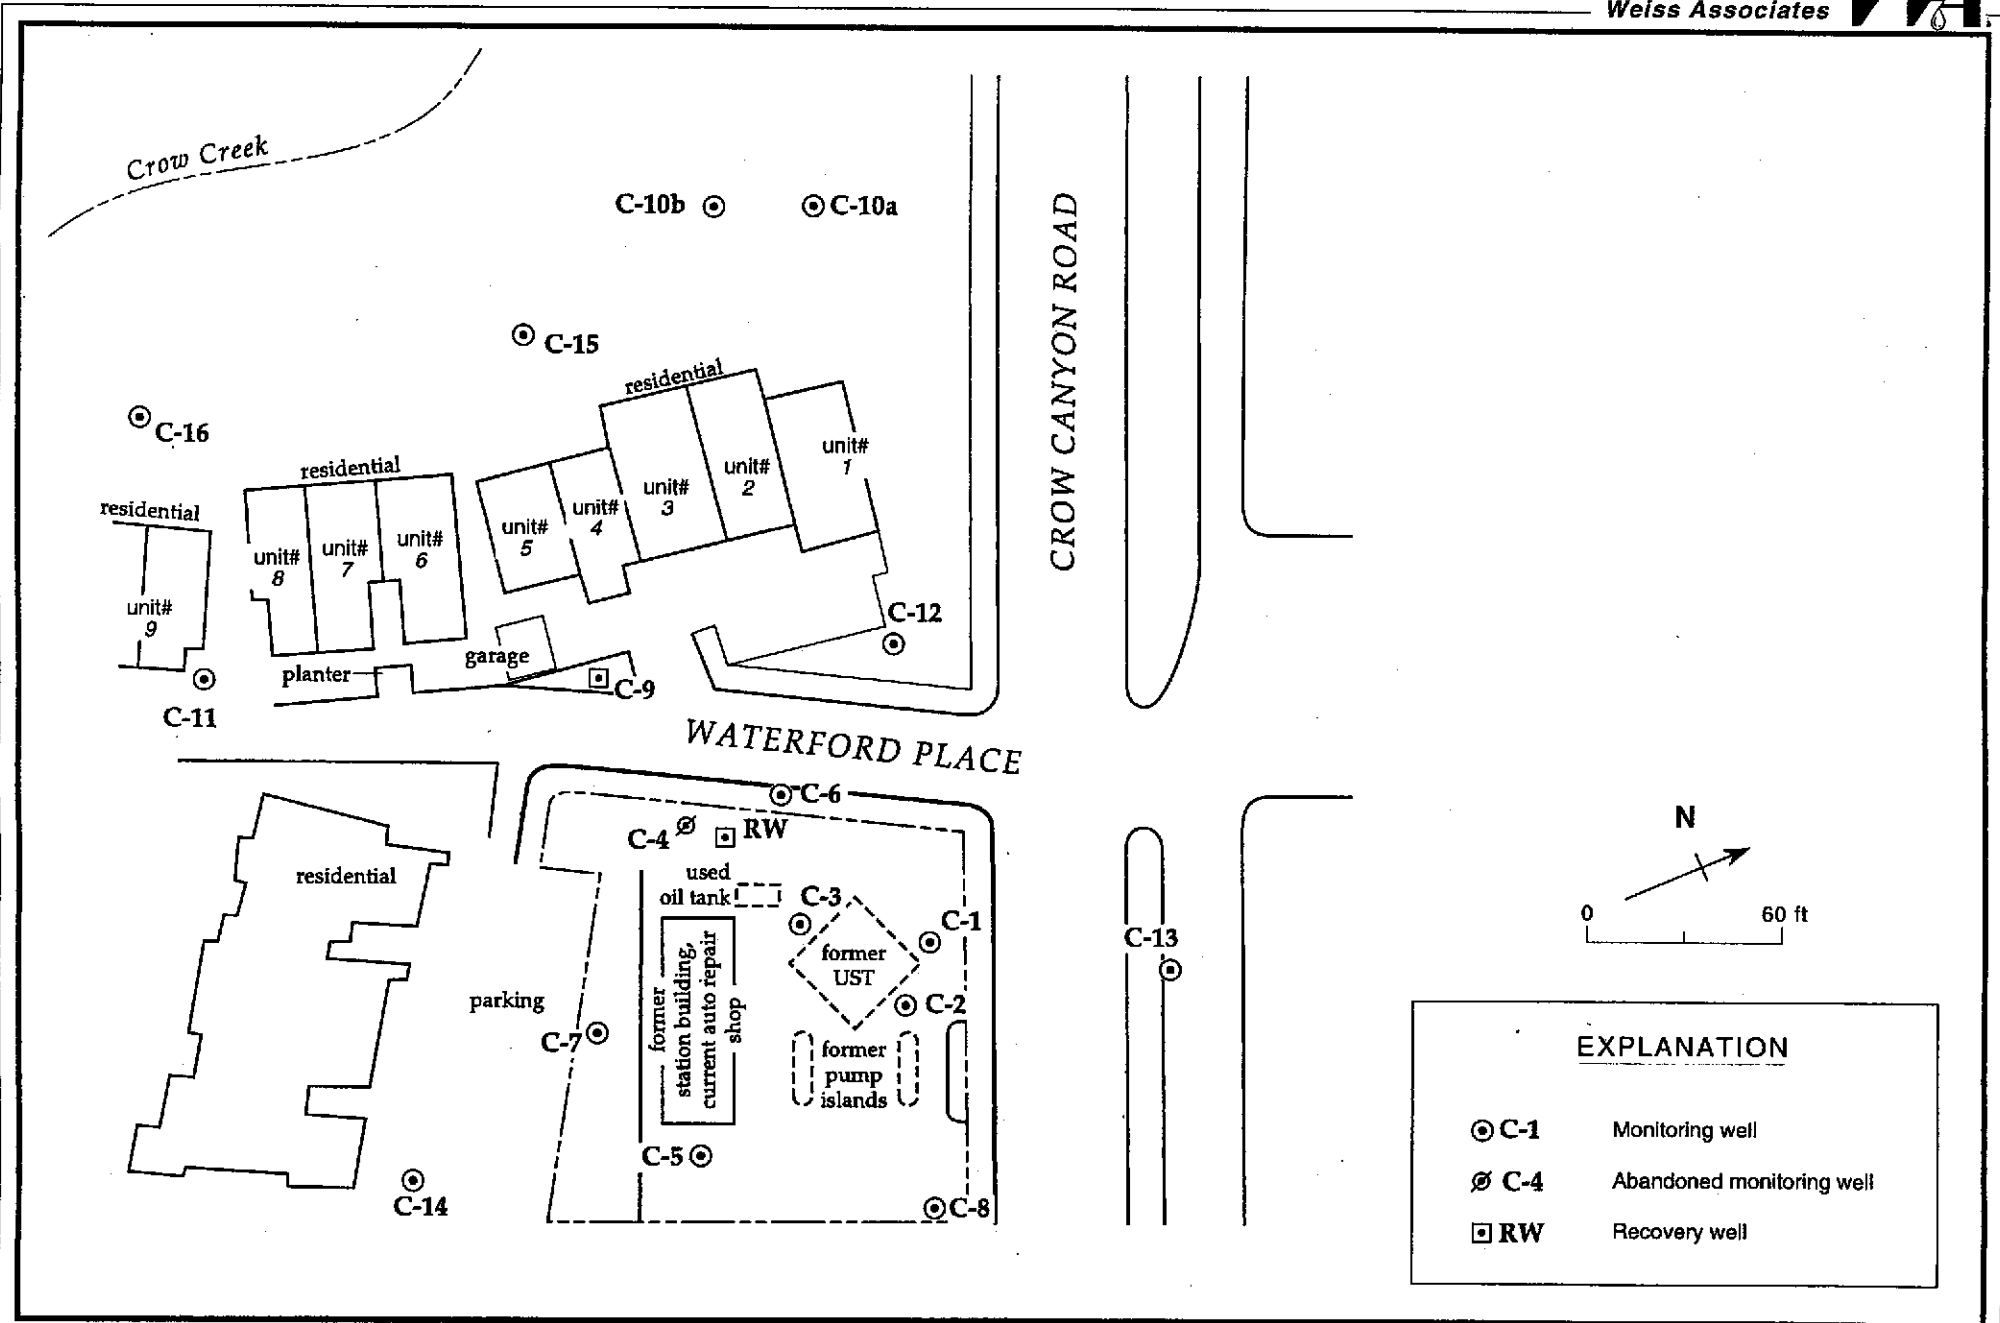 Weiss Associates
Crow Creek
C-10b
C-10a
CROW CANYON ROAD
C-15
residential
C-16
unit#
1
residential
unit#
2
unit#
3
residential
unit#
4
unit#
5
unit#
6
unit#
7
unit#
8
unit#
9
C-12
garage
planter
C-9
C-11
WATERFORD PLACE
C-6
C-4
RW
N
residential
used
oil tank
C-3
0
60 ft
C-1
C-13
former
UST
former
station building,
current auto repair
shop
parking
C-2
C-7
former
pump
islands
EXPLANATION
C-1
Monitoring well
C-5
C-4
Abandoned monitoring well
C-14
C-8
RW
Recovery well